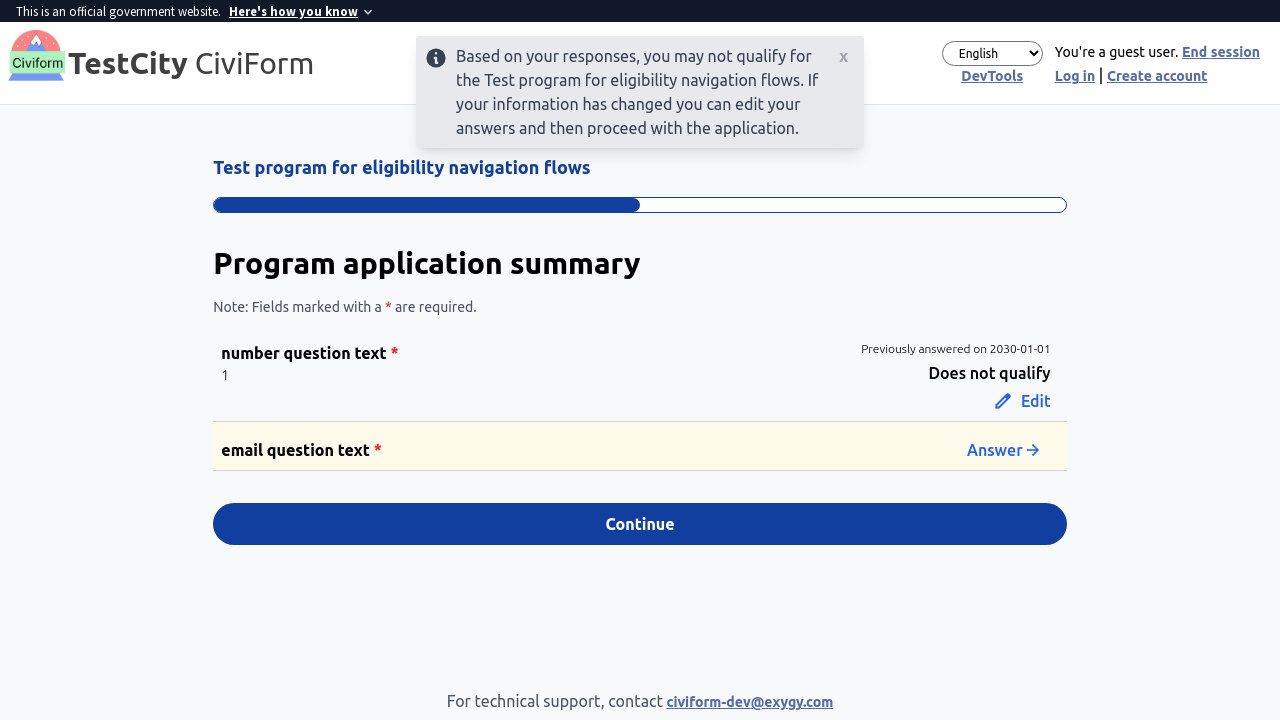 This is an official government website. Here's how you know
Civiform
TestCity CiviForm
Based on your responses, you may not qualify for
the Test program for eligibility navigation flows. If
your information has changed you can edit your
answers and then proceed with the application.
x
English
You're a guest user. End session
DevTools
Log in | Create account
Test program for eligibility navigation flows
Program application summary
Note: Fields marked with a * are required.
number question text *
1
Previously answered on 2030-01-01
Does not qualify
Edit
email question text *
Answer
Continue
For technical support, contact civiform-dev@exygy.com